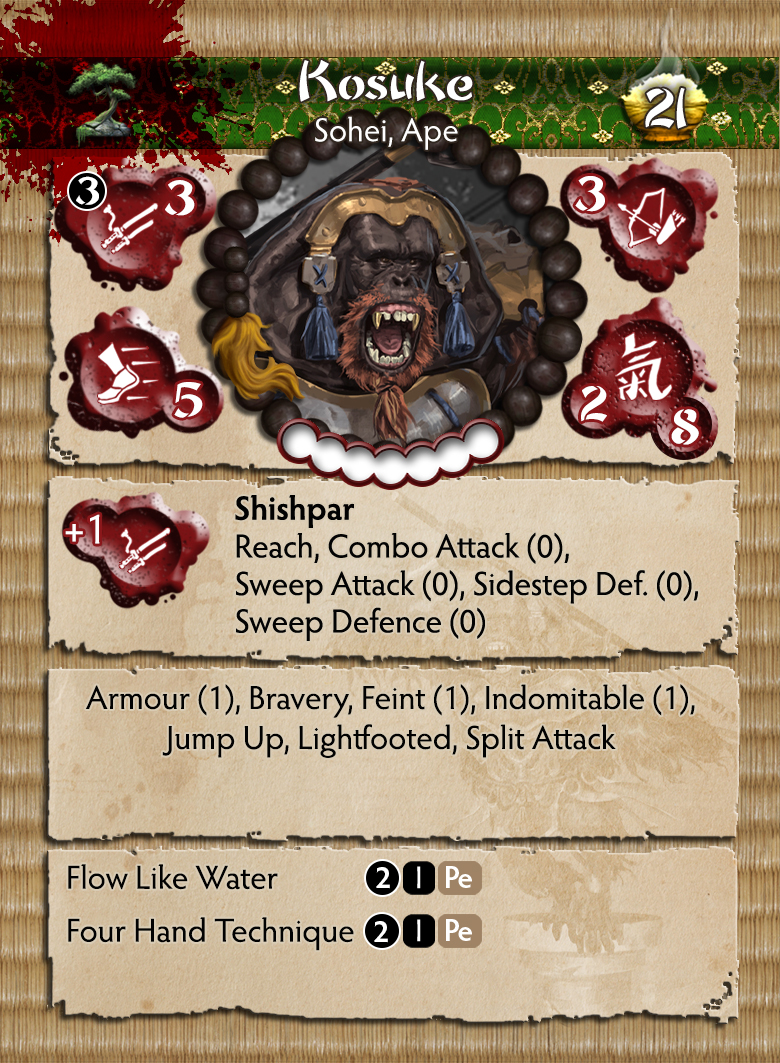 Kosuke
21
Sohei, Ape
3 3
3
5
氣
2 8
+1
Shishpar
Reach, Combo Attack (0),
Sweep Attack (0), Sidestep Def. (0),
Sweep Defence (0)
Armour (1), Bravery, Feint (1), Indomitable (1),
Jump Up, Lightfooted, Split Attack
Flow Like Water 2 1 Pe
Four Hand Technique 2 1 Pe